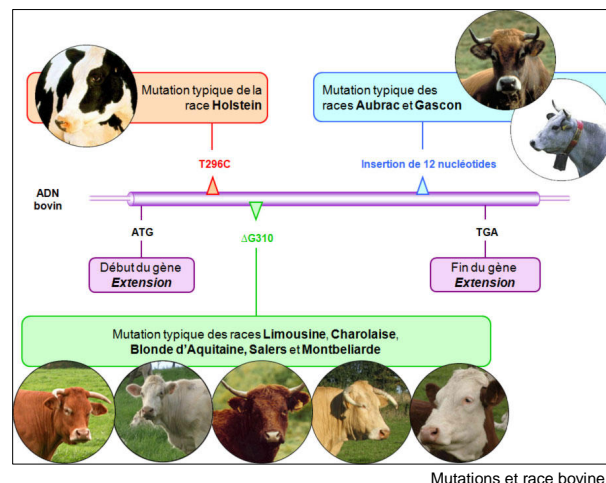 Mutation typique de la
race Holstein
Mutation typique des
races Aubrac et Gascon
T296C
Insertion de 12 nucléotides
ADN
bovin
ATG
ΔG310
TGA
Début du gène
Extension
Fin du gène
Extension
Mutation typique des races Limousine, Charolaise,
Blonde d'Aquitaine, Salers et Montbeliarde
Mutations et race bovine